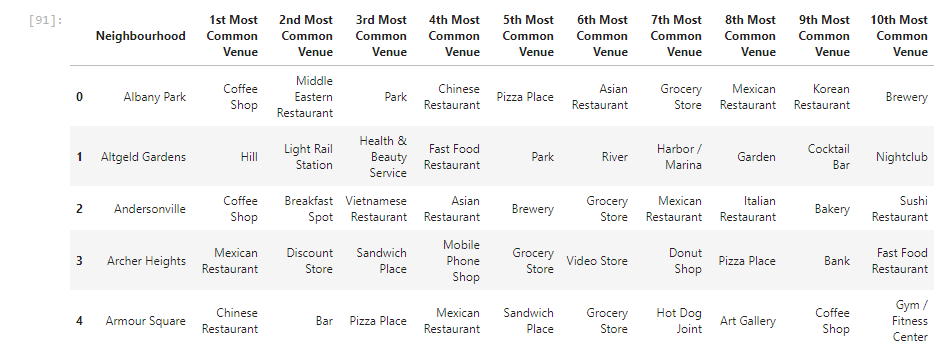 [91]:
Neighbourhood 1st Most Common Venue 2nd Most Common Venue 3rd Most Common Venue 4th Most Common Venue 5th Most Common Venue 6th Most Common Venue 7th Most Common Venue 8th Most Common Venue 9th Most Common Venue 10th Most Common Venue
0 Albany Park Coffee Shop Middle Eastern Restaurant Park Chinese Restaurant Pizza Place Asian Restaurant Grocery Store Mexican Restaurant Korean Restaurant Brewery
1 Altgeld Gardens Hill Light Rail Station Health & Beauty Service Fast Food Restaurant Park River Harbor / Marina Garden Cocktail Bar Nightclub
2 Andersonville Coffee Shop Breakfast Spot Vietnamese Restaurant Asian Restaurant Brewery Grocery Store Mexican Restaurant Italian Restaurant Bakery Sushi Restaurant
3 Archer Heights Mexican Restaurant Discount Store Sandwich Place Mobile Phone Shop Grocery Store Video Store Donut Shop Pizza Place Bank Fast Food Restaurant
4 Armour Square Chinese Restaurant Bar Pizza Place Mexican Restaurant Sandwich Place Grocery Store Hot Dog Joint Art Gallery Coffee Shop Gym / Fitness Center